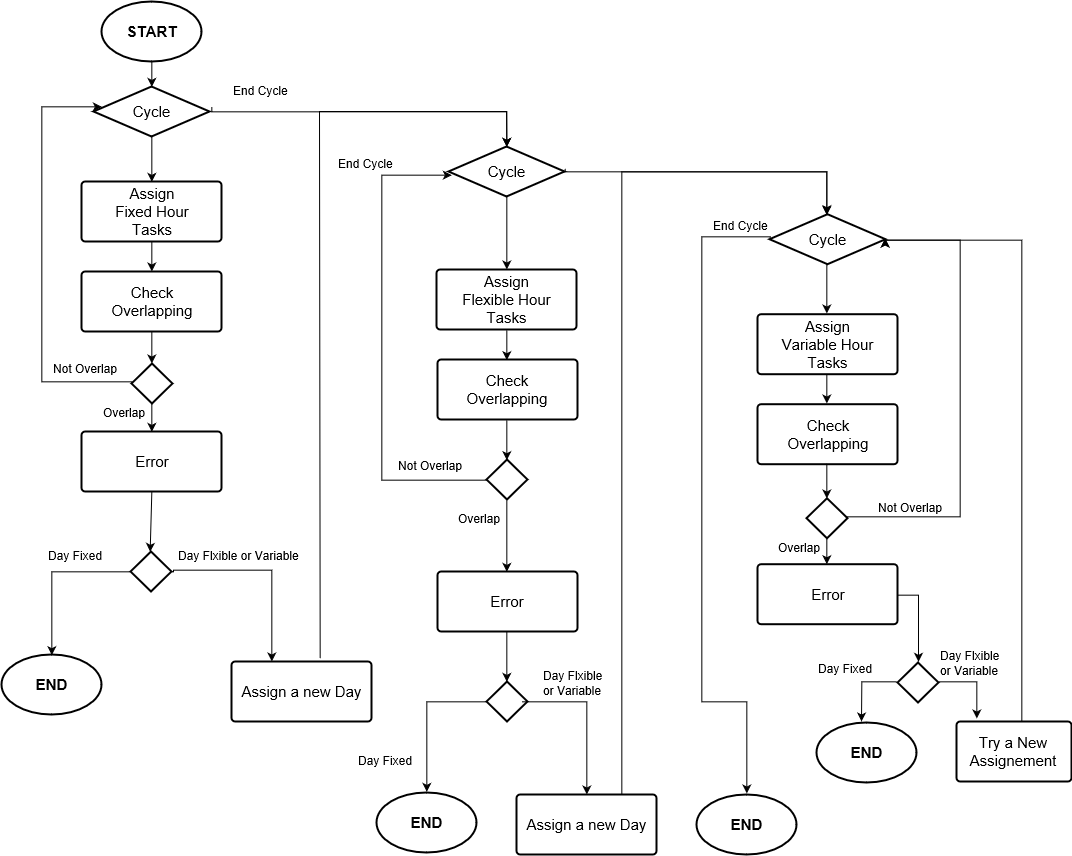 START
Cycle
End Cycle
Assign
Fixed Hour
Tasks
Check
Overlapping
Not Overlap
Overlap
Error
Day Fixed
Day Flxible or Variable
END
Assign a new Day
End Cycle
Cycle
Assign
Flexible Hour
Tasks
Check
Overlapping
Not Overlap
Overlap
Error
Day Flxible
or Variable
Day Fixed
END
Assign a new Day
End Cycle
Cycle
Assign
Variable Hour
Tasks
Check
Overlapping
Not Overlap
Overlap
Error
Day Fixed
Day Flxible
or Variable
END
Try a New
Assignement
END